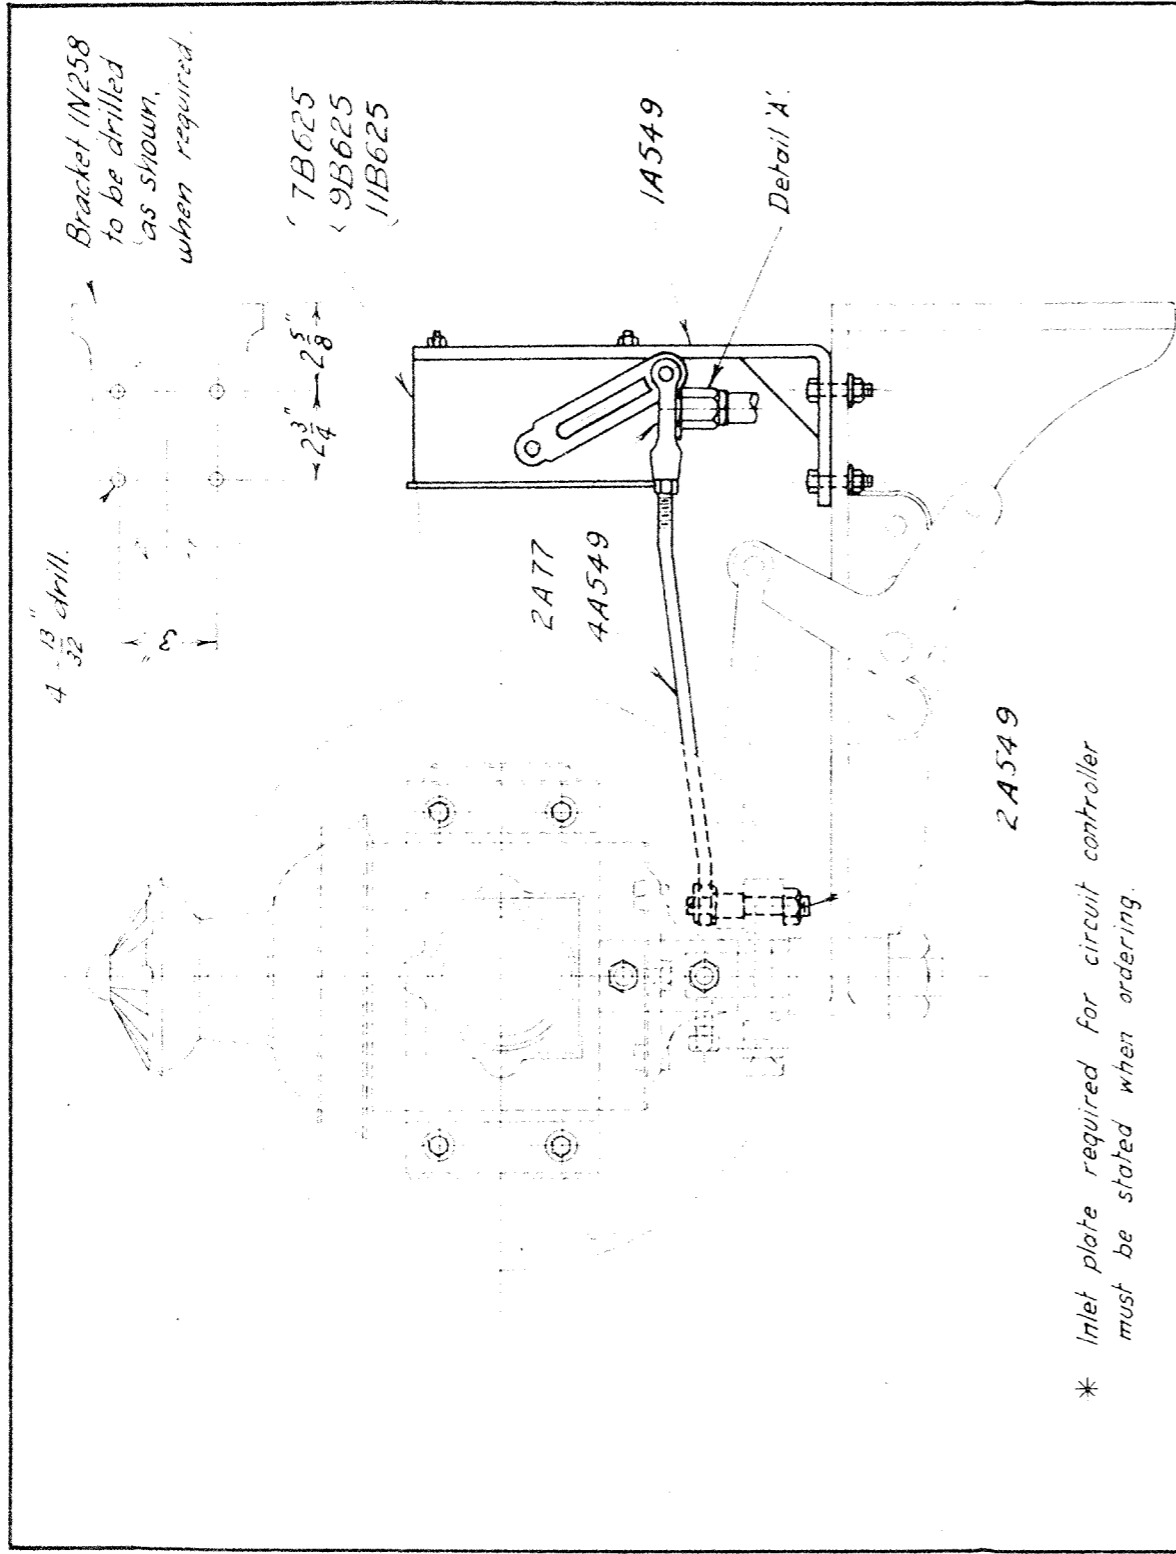 Bracket 1N258
to be drilled
as shown.
when required.
4 - 13/32" drill.
3"
2 3/4"
2 5/8"
7B625
9B625
11B625
1A549
Detail 'A'.
2A77
4A549
2A549
* Inlet plate required for circuit controller
must be stated when ordering.